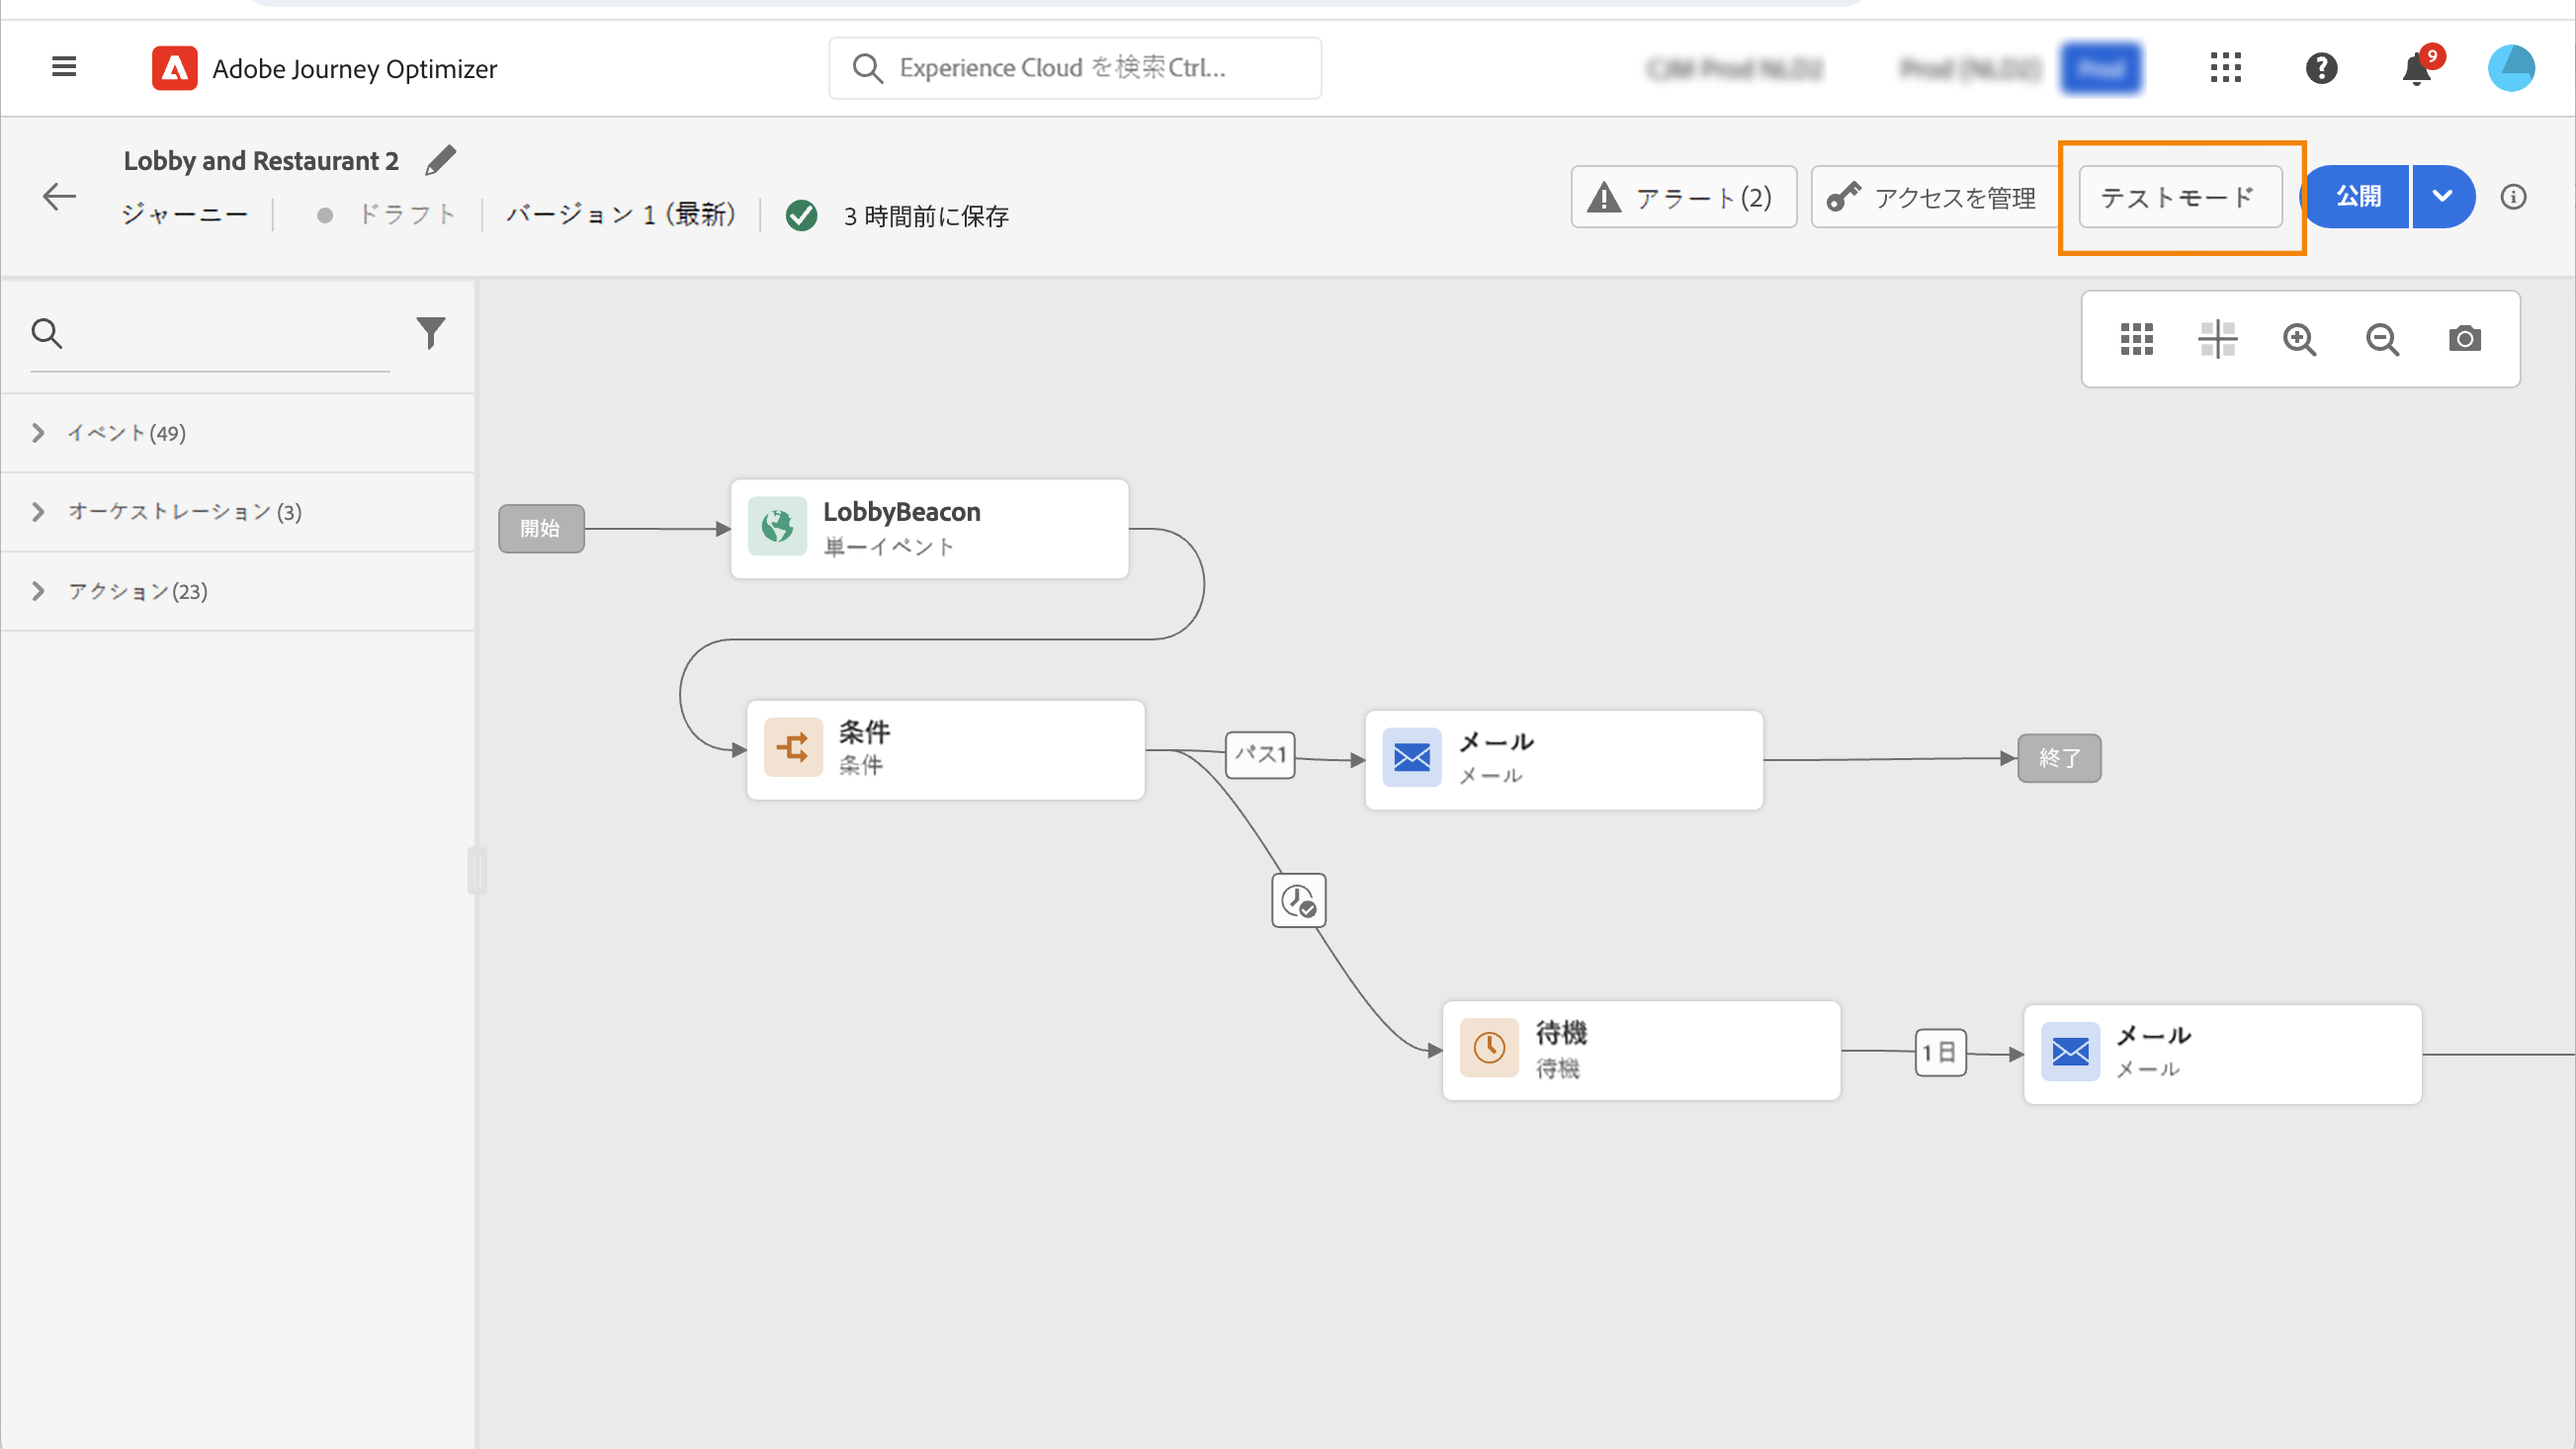 Adobe Journey Optimizer
Experience Cloud を検索Ctrl...
9
Lobby and Restaurant 2
ジャーニー
ドラフト
バージョン 1 (最新)
3 時間前に保存
アラート(2)
アクセスを管理
テストモード
公開
イベント(49)
オーケストレーション (3)
アクション(23)
開始
LobbyBeacon
単一イベント
条件
条件
パス1
メール
メール
終了
待機
待機
1 日
メール
メール